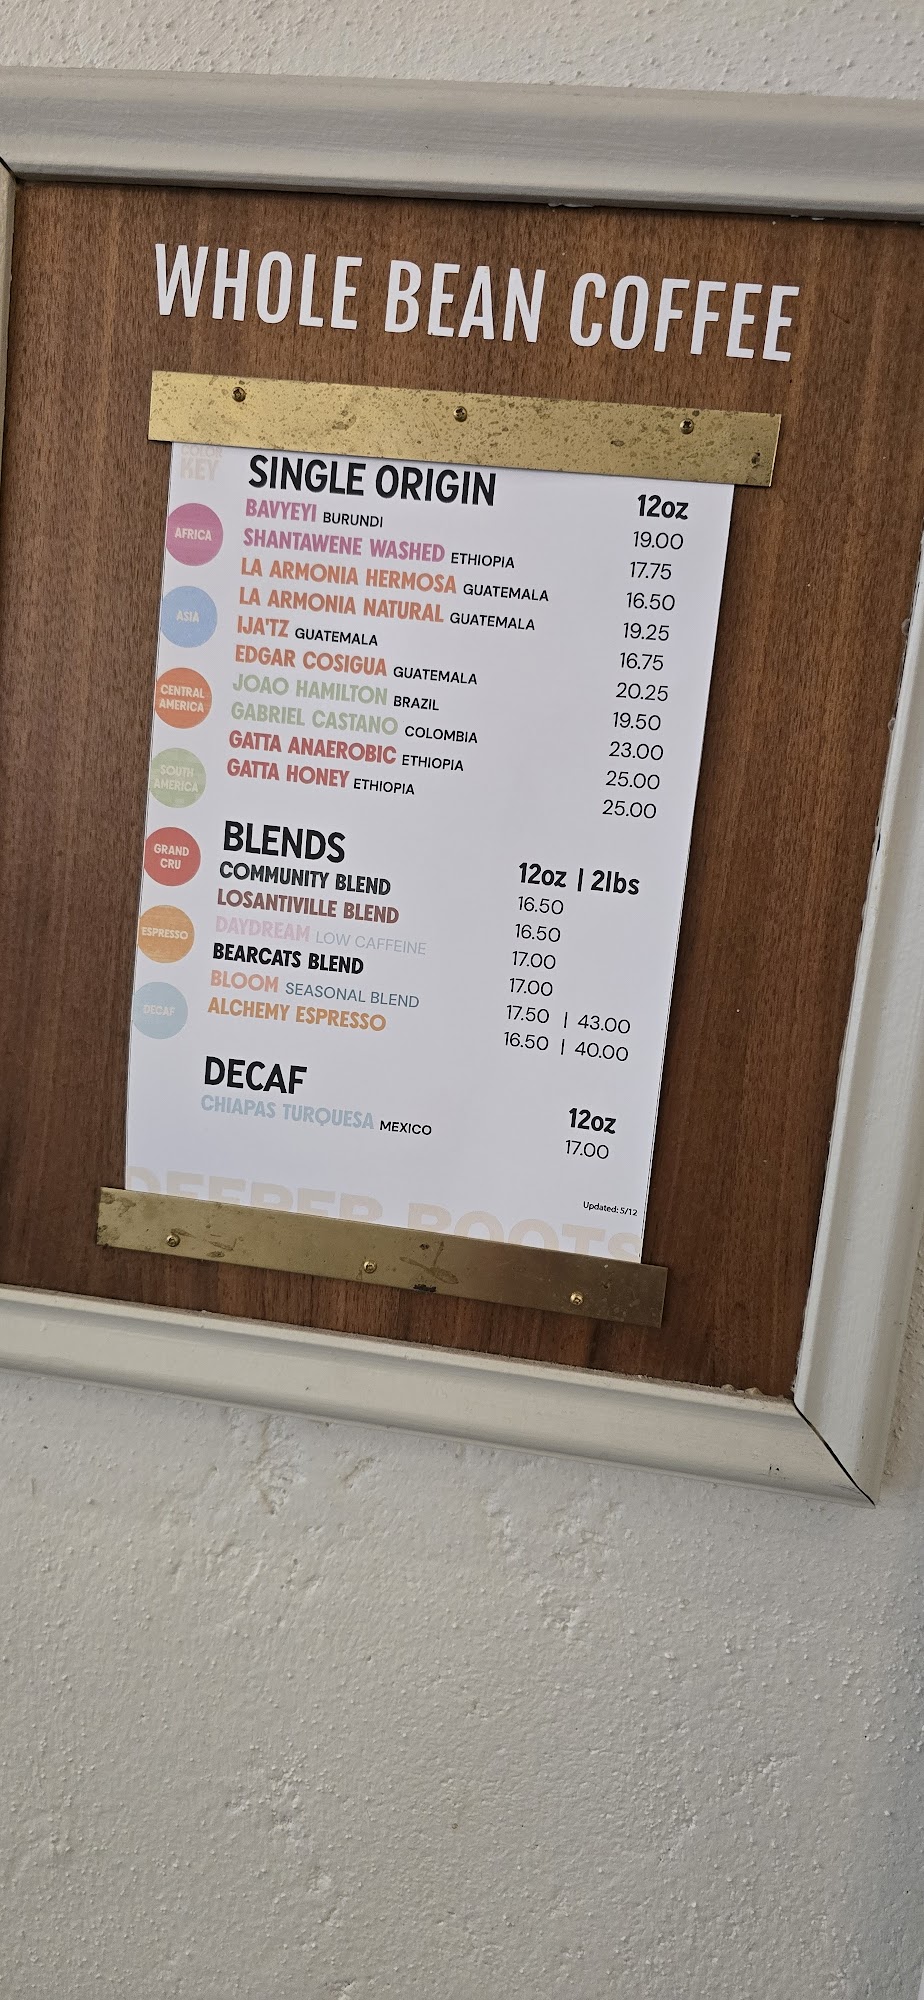 WHOLE BEAN COFFEE
COLOR
KEY
AFRICA
ASIA
CENTRAL
AMERICA
SOUTH
AMERICA
GRAND
CRU
ESPRESSO
DECAF
SINGLE ORIGIN 12oz
BAVYEYI BURUNDI 19.00
SHANTAWENE WASHED ETHIOPIA 17.75
LA ARMONIA HERMOSA GUATEMALA 16.50
LA ARMONIA NATURAL GUATEMALA 19.25
IJA'TZ GUATEMALA 16.75
EDGAR COSIGUA GUATEMALA 20.25
JOAO HAMILTON BRAZIL 19.50
GABRIEL CASTANO COLOMBIA 23.00
GATTA ANAEROBIC ETHIOPIA 25.00
GATTA HONEY ETHIOPIA 25.00
BLENDS 12oz | 2lbs
COMMUNITY BLEND 16.50
LOSANTIVILLE BLEND 16.50
DAYDREAM LOW CAFFEINE 17.00
BEARCATS BLEND 17.00
BLOOM SEASONAL BLEND 17.50 | 43.00
ALCHEMY ESPRESSO 16.50 | 40.00
DECAF 12oz
CHIAPAS TURQUESA MEXICO 17.00
Updated: 5/12
DEEPER ROOTS